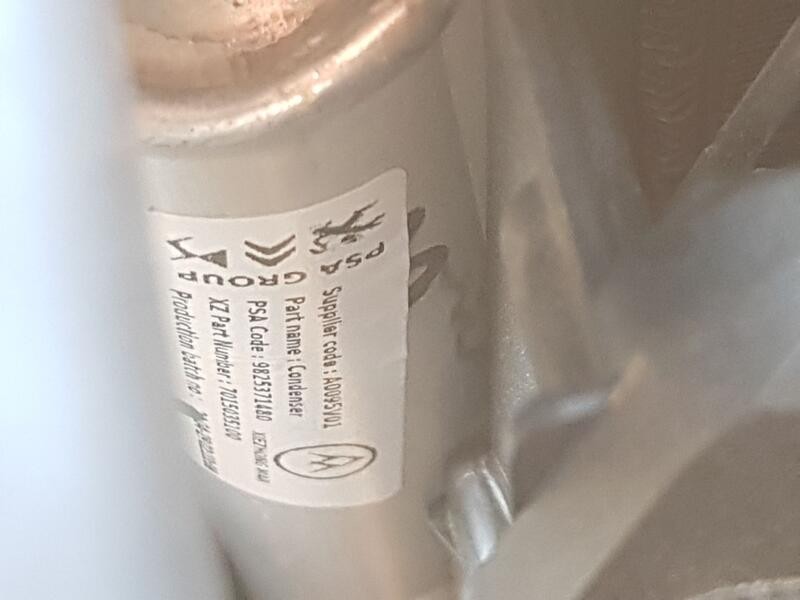 PSA
GROUP
Supplier code : A0095V01
Part name : Condenser
PSA Code : 9825371480
XZ Part Number : 7015035100
Production batch no :